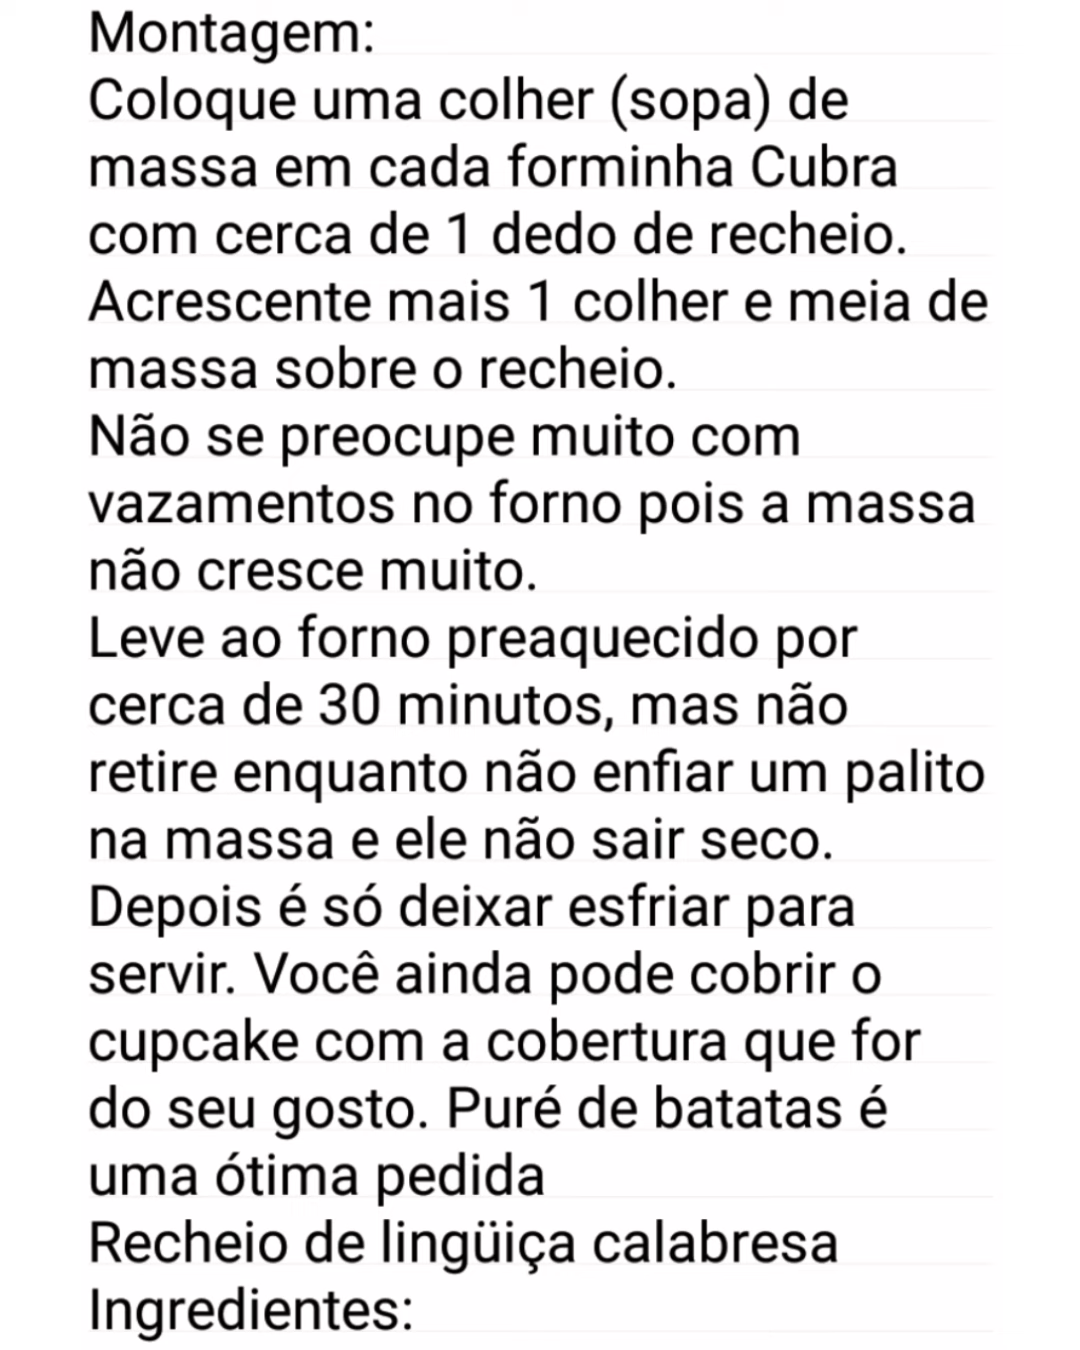 Montagem:
Coloque uma colher (sopa) de
massa em cada forminha Cubra
com cerca de 1 dedo de recheio.
Acrescente mais 1 colher e meia de
massa sobre o recheio.
Não se preocupe muito com
vazamentos no forno pois a massa
não cresce muito.
Leve ao forno preaquecido por
cerca de 30 minutos, mas não
retire enquanto não enfiar um palito
na massa e ele não sair seco.
Depois é só deixar esfriar para
servir. Você ainda pode cobrir o
cupcake com a cobertura que for
do seu gosto. Puré de batatas é
uma ótima pedida
Recheio de lingüiça calabresa
Ingredientes: